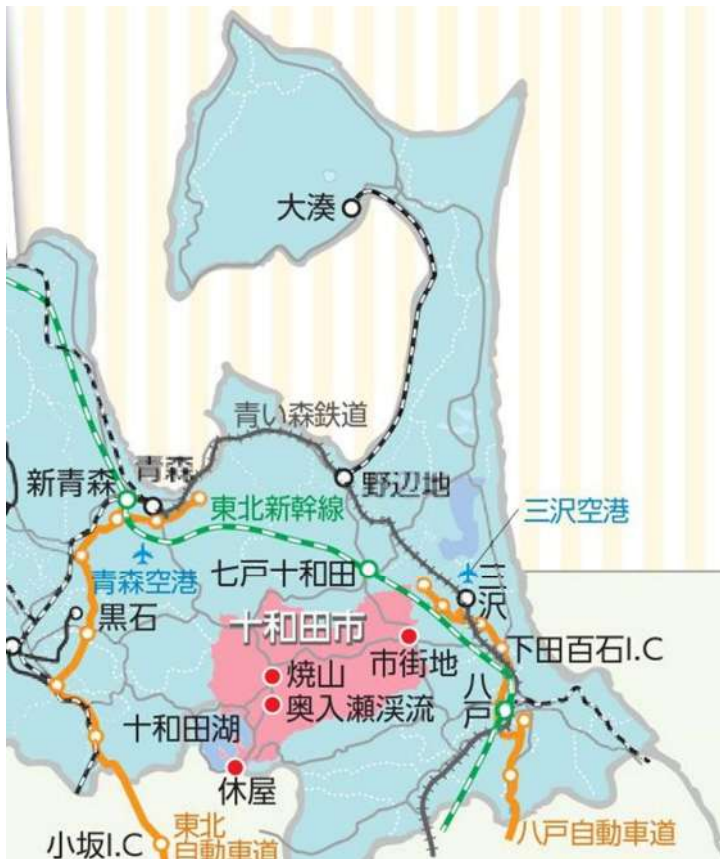 大湊
青い森鉄道
青森
新青森
野辺地
東北新幹線
三沢空港
青森空港
七戸十和田
三沢
黒石
十和田市
市街地
下田百石I.C
焼山
奥入瀬渓流
八戸
十和田湖
休屋
小坂I.C
東北
自動車道
八戸自動車道